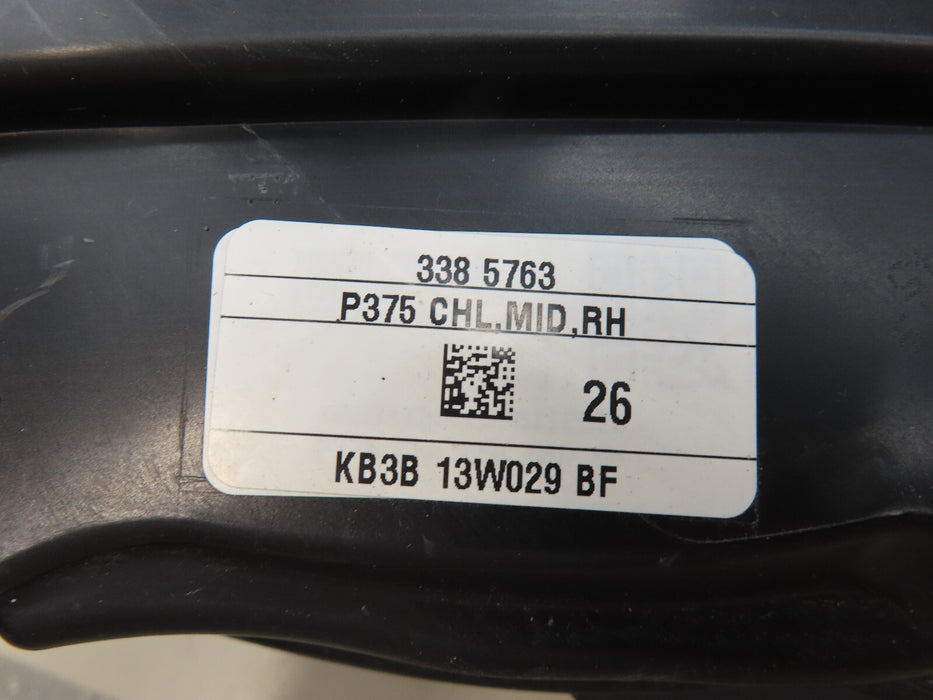 338 5763
P375 CHL,MID,RH
26
KB3B 13W029 BF